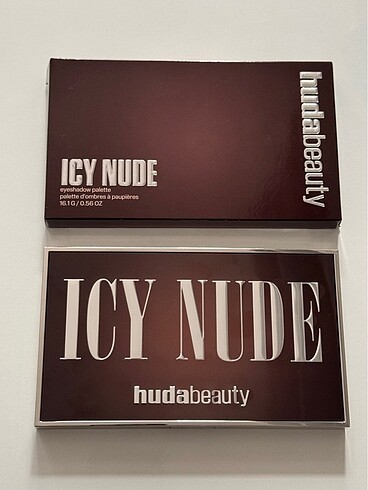 hudabeauty
ICY NUDE
eyeshadow palette
palette d'ombres à paupières
16.1 G / 0.56 OZ
ICY NUDE
hudabeauty